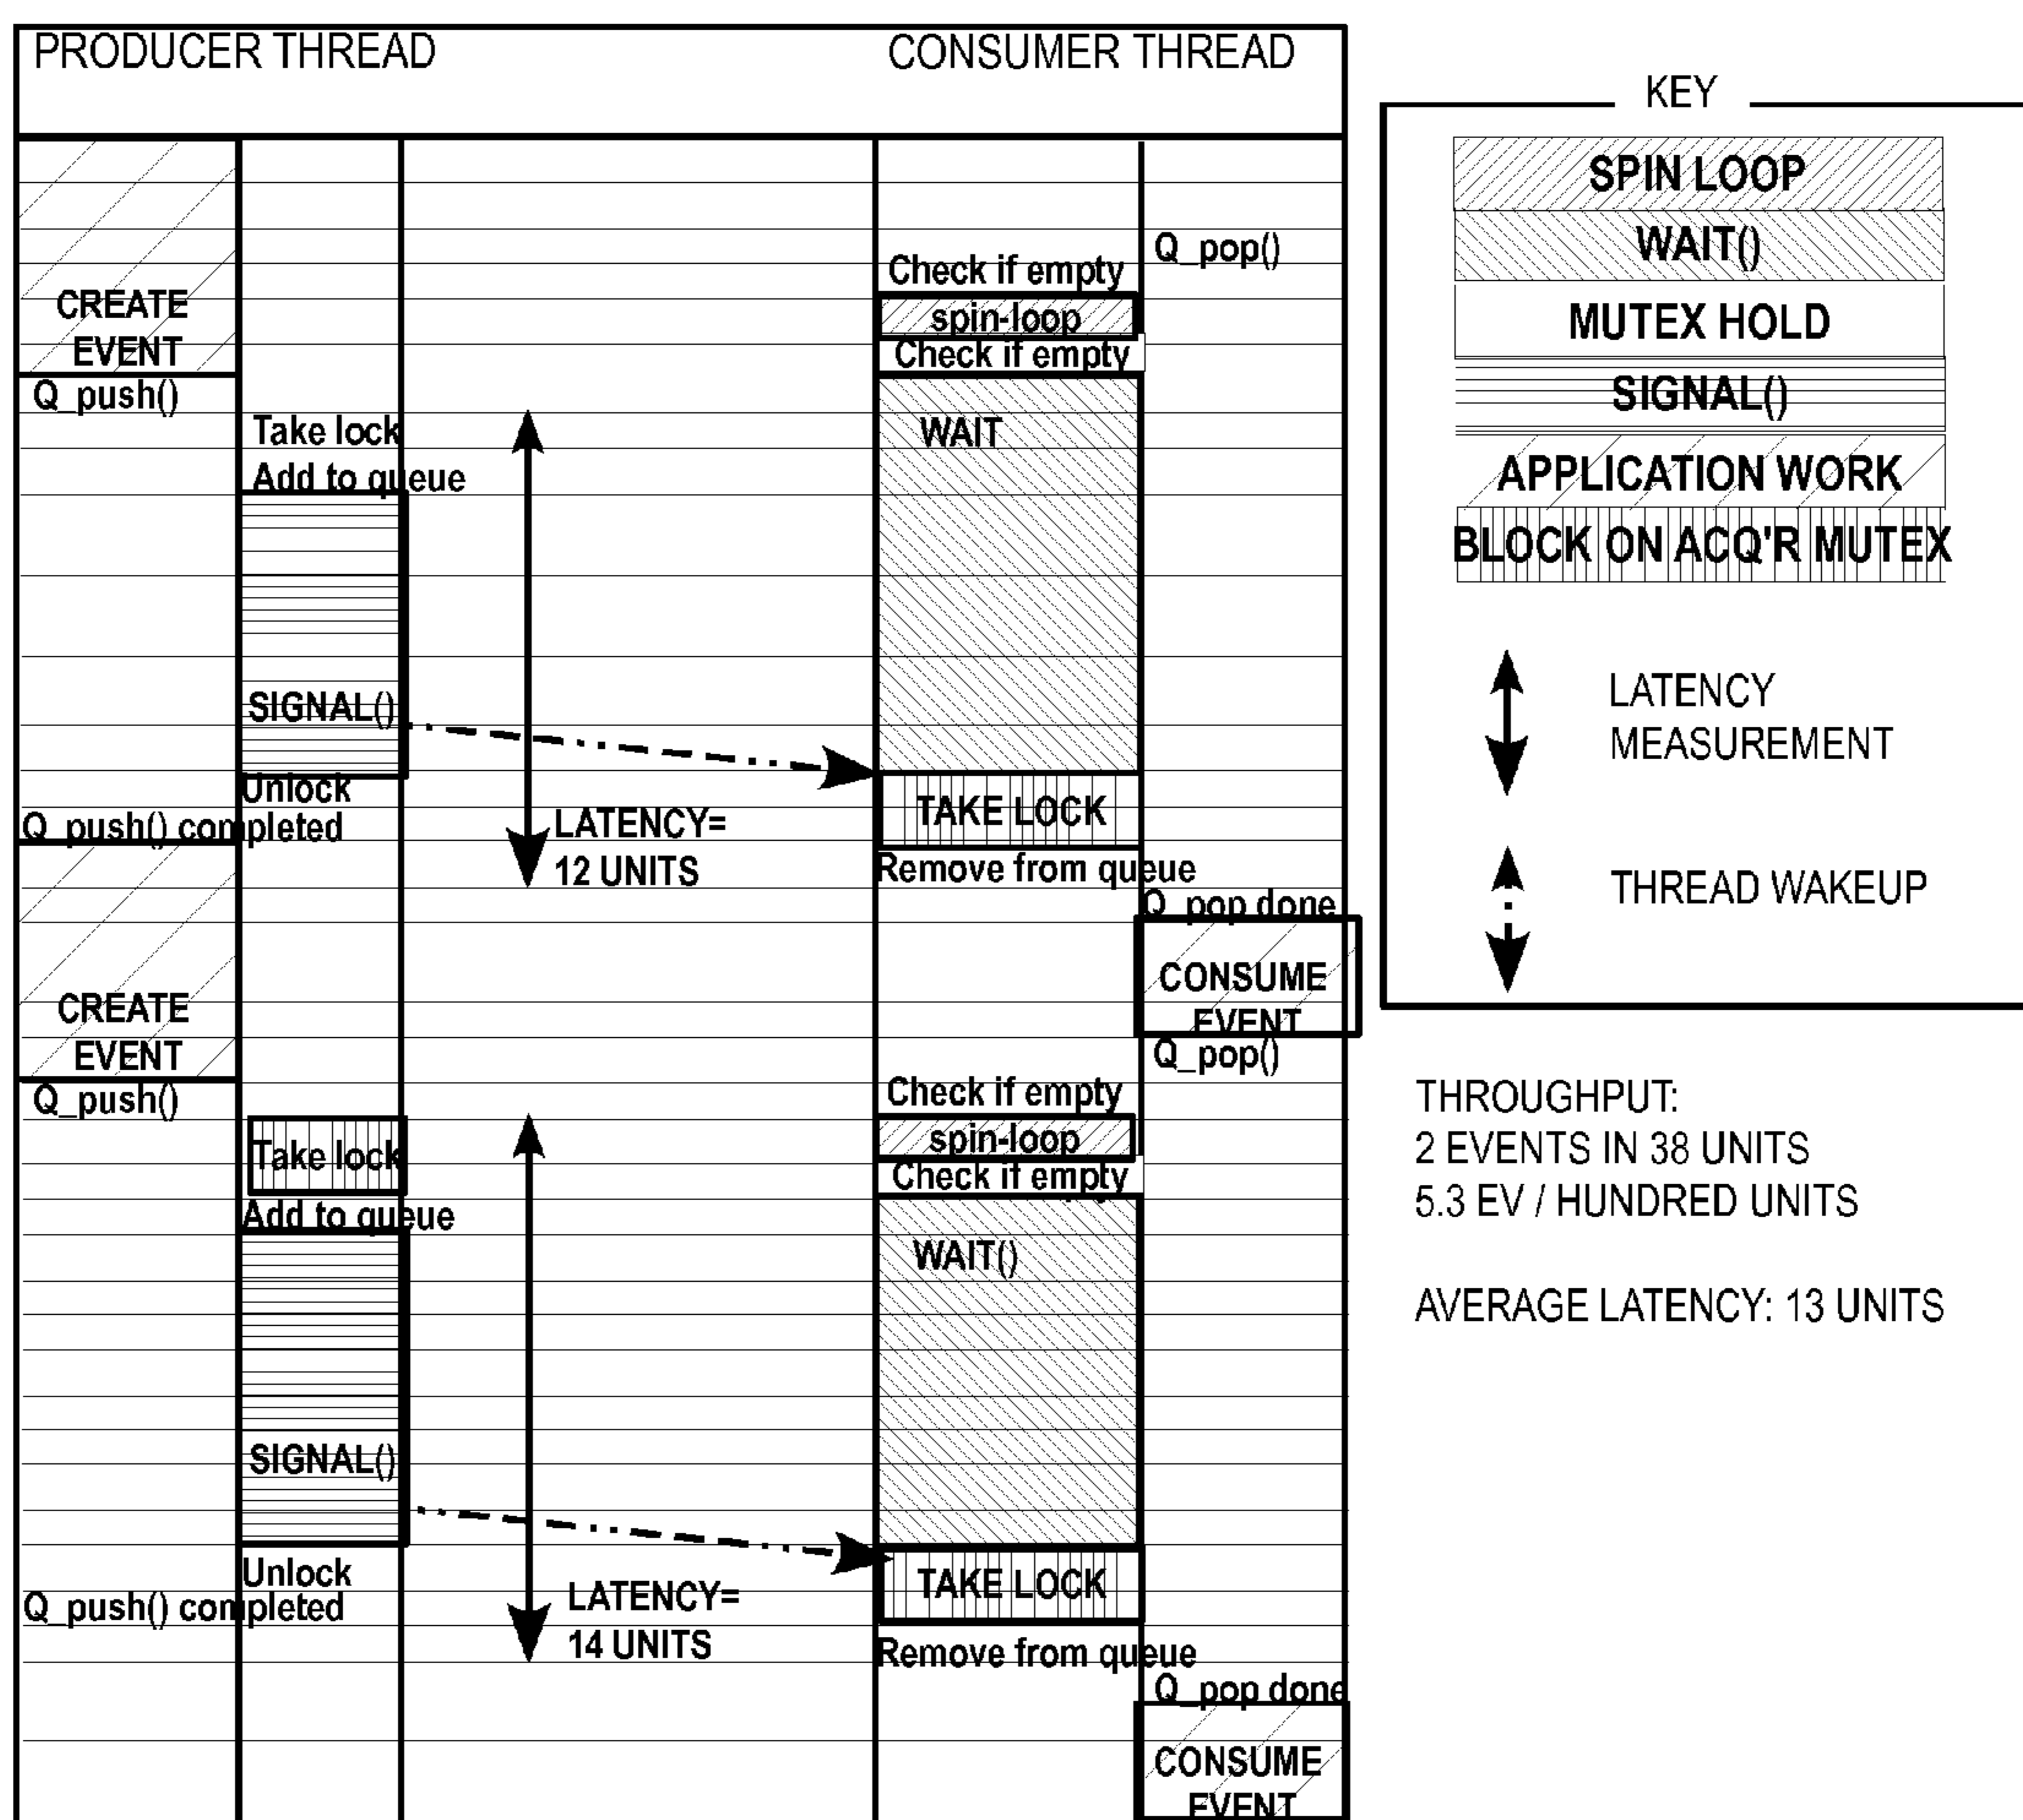 PRODUCER THREAD
CONSUMER THREAD
Q_pop()
Check if empty
CREATE
EVENT
spin-loop
Check if empty
Q_push()
Take lock
WAIT
Add to queue
SIGNAL()
Unlock
TAKE LOCK
Q_push() completed
LATENCY=
12 UNITS
Remove from queue
Q_pop done
CONSUME
EVENT
CREATE
EVENT
Q_pop()
Q_push()
Check if empty
spin-loop
Take lock
Check if empty
Add to queue
WAIT()
SIGNAL()
Unlock
TAKE LOCK
Q_push() completed
LATENCY=
14 UNITS
Remove from queue
Q_pop done
CONSUME
EVENT
KEY
SPIN LOOP
WAIT()
MUTEX HOLD
SIGNAL()
APPLICATION WORK
BLOCK ON ACQ'R MUTEX
LATENCY
MEASUREMENT
THREAD WAKEUP
THROUGHPUT:
2 EVENTS IN 38 UNITS
5.3 EV / HUNDRED UNITS
AVERAGE LATENCY: 13 UNITS